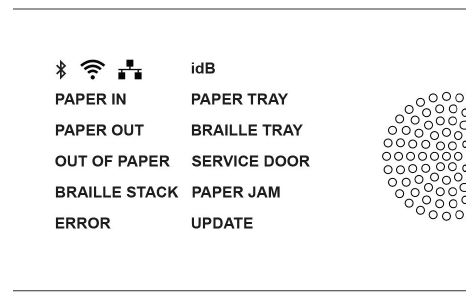 idB
PAPER IN PAPER TRAY
PAPER OUT BRAILLE TRAY
OUT OF PAPER SERVICE DOOR
BRAILLE STACK PAPER JAM
ERROR UPDATE